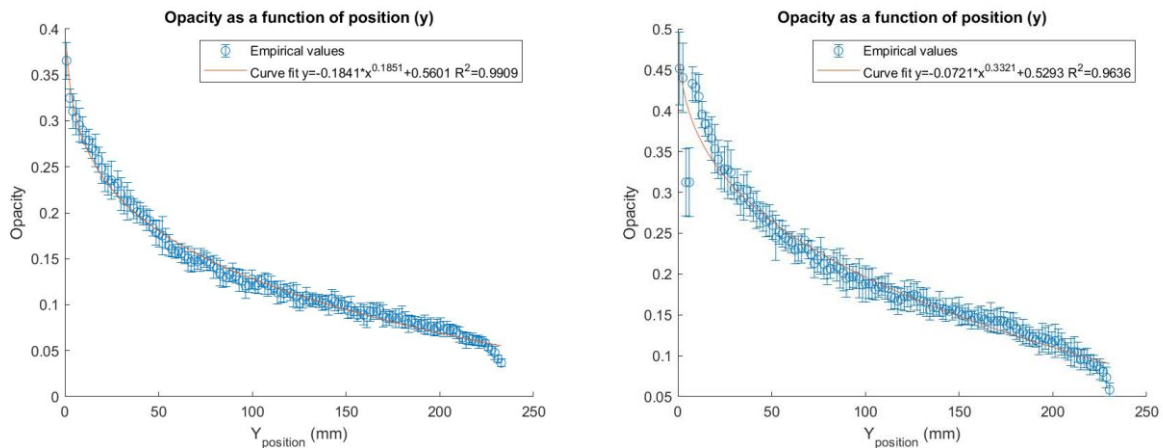 Opacity as a function of position (y)
Empirical values
Curve fit y=-0.1841*x^0.1851+0.5601 R^2=0.9909
0.4
0.35
0.3
0.25
0.2
0.15
0.1
0.05
0
Opacity
0 50 100 150 200 250
Y_position (mm)
Opacity as a function of position (y)
Empirical values
Curve fit y=-0.0721*x^0.3321+0.5293 R^2=0.9636
0.5
0.45
0.4
0.35
0.3
0.25
0.2
0.15
0.1
0.05
Opacity
0 50 100 150 200 250
Y_position (mm)